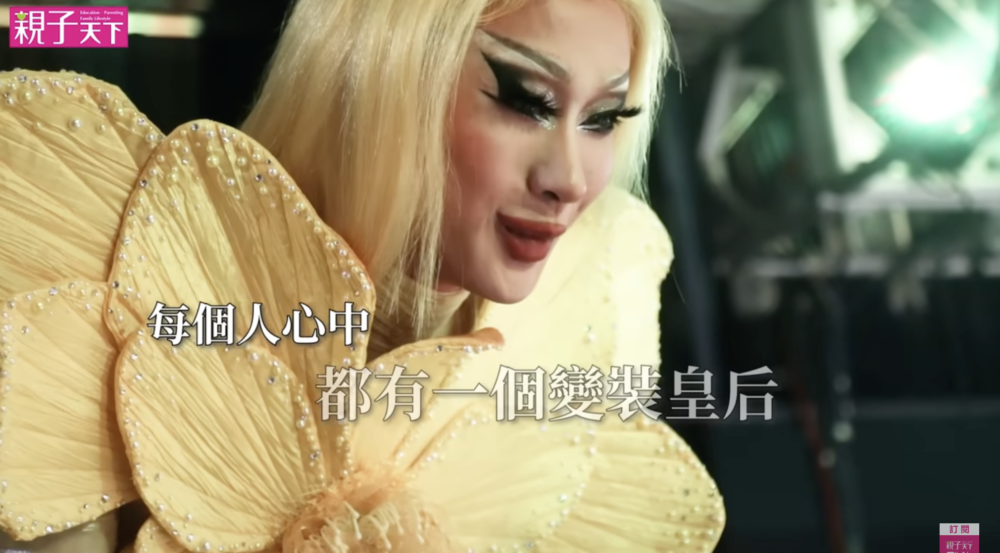 Education · Parenting
Family Lifestyle
親子天下
每個人心中
都有一個變裝皇后
訂閱
親子天下